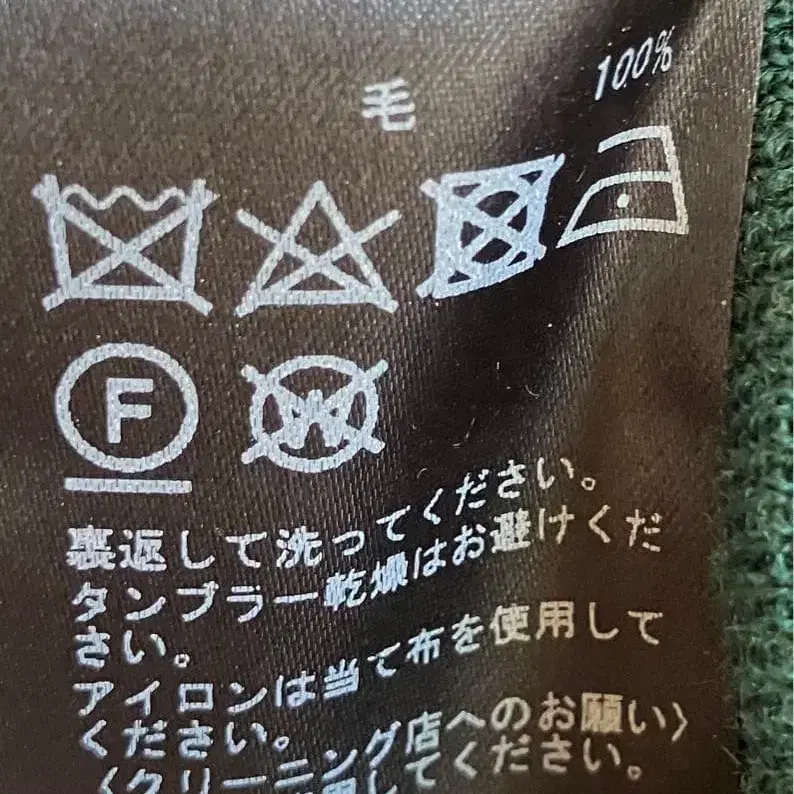 毛 100%
F
W
裏返して洗ってください。
タンブラー乾燥はお避けくだ
さい。
アイロンは当て布を使用して
ください。
〈クリーニング店へのお願い〉
してください。